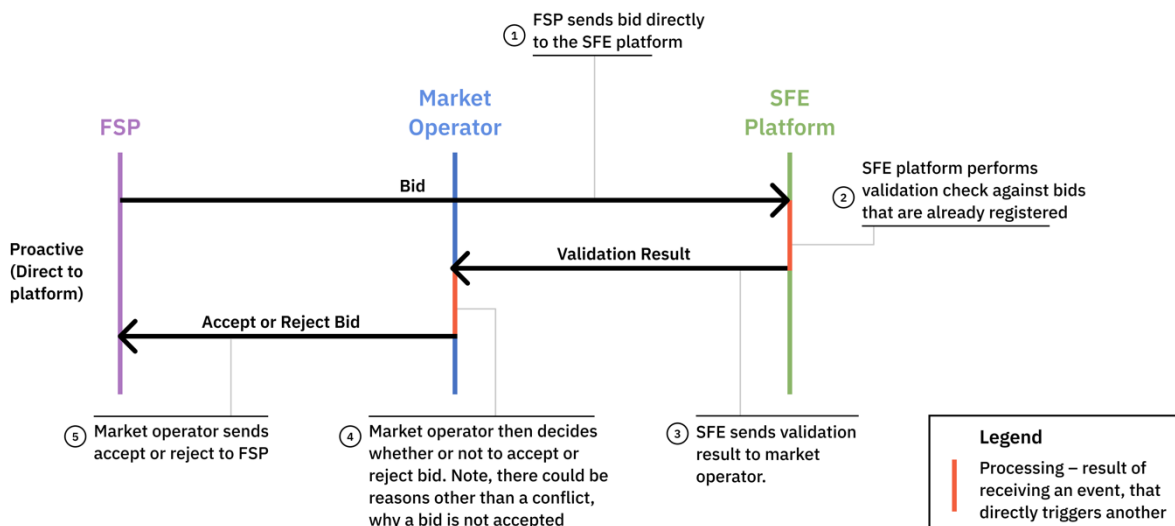 1
FSP sends bid directly
to the SFE platform
FSP
Market
Operator
SFE
Platform
Bid
2
SFE platform performs
validation check against bids
that are already registered
Proactive
(Direct to
platform)
Validation Result
Accept or Reject Bid
5
Market operator sends
accept or reject to FSP
4
Market operator then decides
whether or not to accept or
reject bid. Note, there could be
reasons other than a conflict,
why a bid is not accepted
3
SFE sends validation
result to market
operator.
Legend
Processing – result of
receiving an event, that
directly triggers another